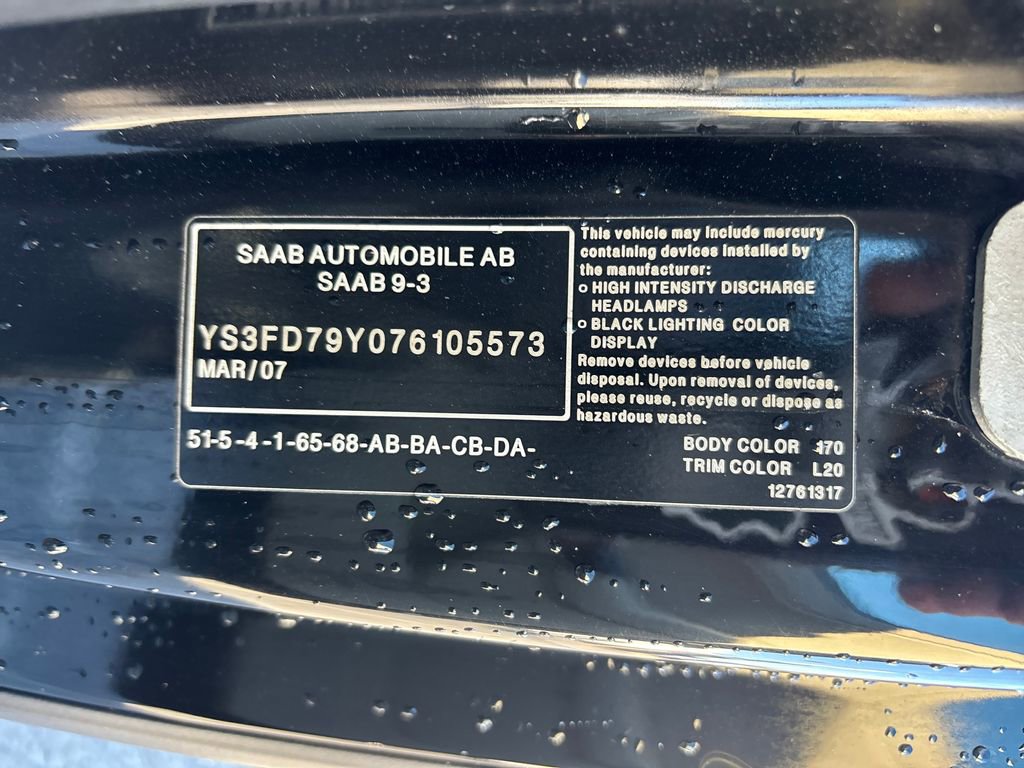 SAAB AUTOMOBILE AB
SAAB 9-3
YS3FD79Y076105573
MAR/07
51-5-4-1-65-68-AB-BA-CB-DA-
This vehicle may include mercury
containing devices installed by
the manufacturer:
o HIGH INTENSITY DISCHARGE
HEADLAMPS
o BLACK LIGHTING COLOR
DISPLAY
Remove devices before vehicle
disposal. Upon removal of devices,
please reuse, recycle or dispose as
hazardous waste.
BODY COLOR 170
TRIM COLOR L20
12761317